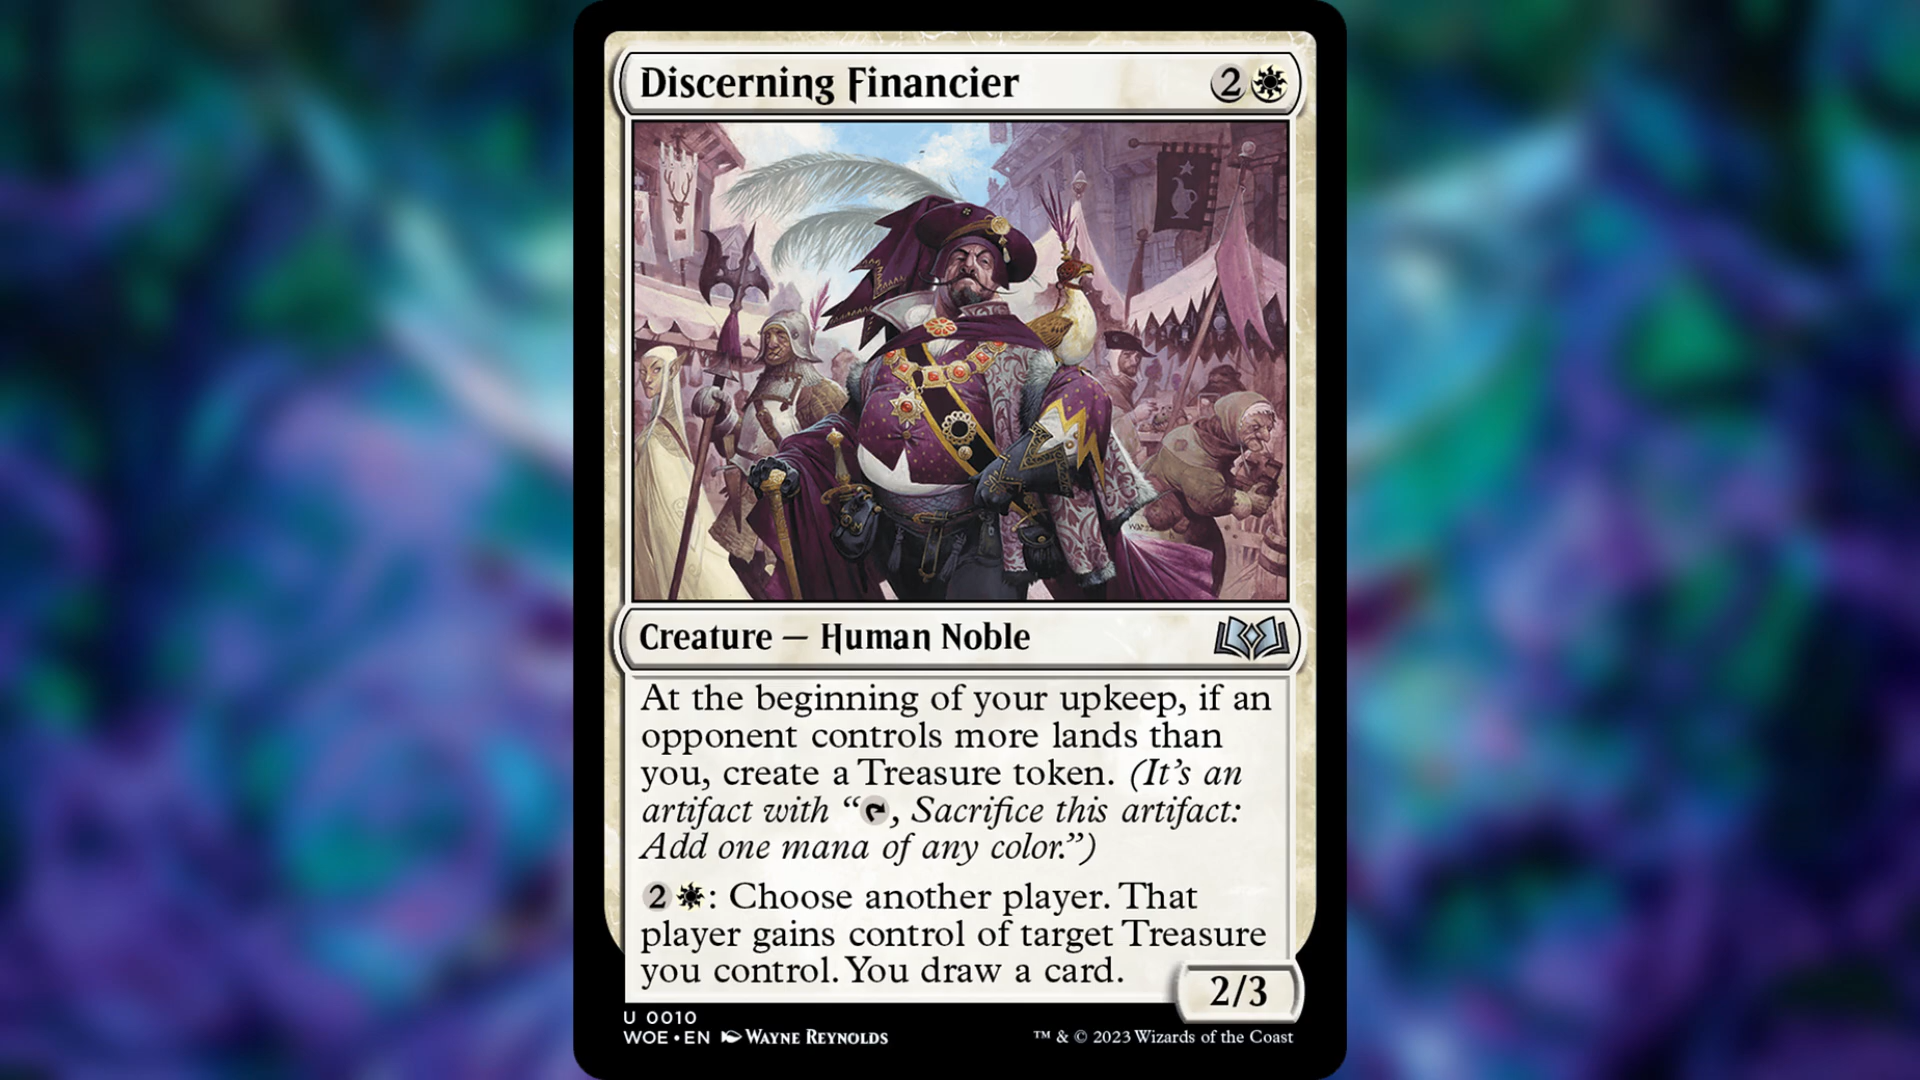 Discerning Financier 2
Creature — Human Noble
At the beginning of your upkeep, if an
opponent controls more lands than
you, create a Treasure token. (It's an
artifact with “, Sacrifice this artifact:
Add one mana of any color.”)
2: Choose another player. That
player gains control of target Treasure
you control. You draw a card.
2/3
U 0010
WOE • EN Wayne Reynolds
™ & © 2023 Wizards of the Coast